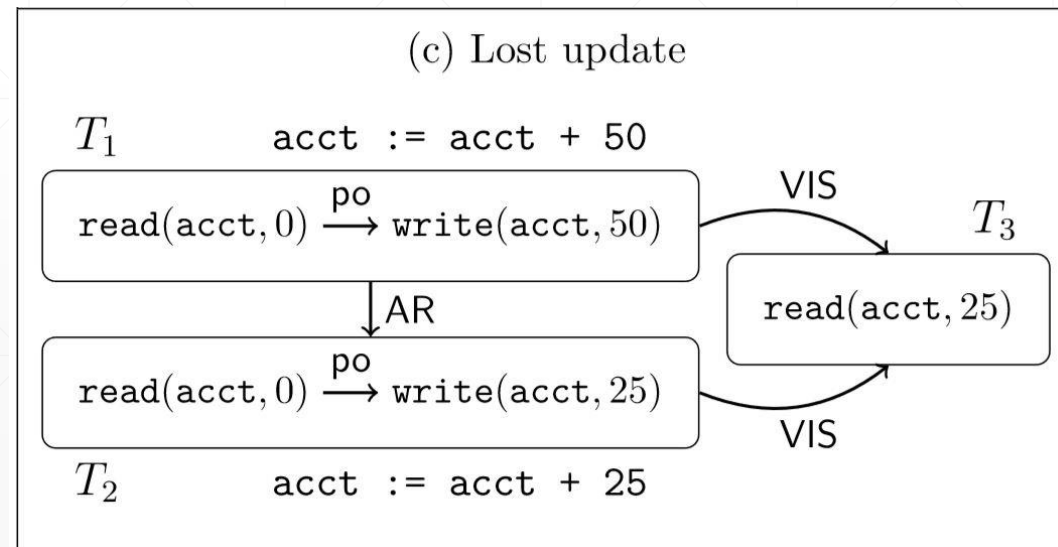 (c) Lost update
T₁ acct := acct + 50
read(acct, 0) po⟶ write(acct, 50)
VIS
T₃
read(acct, 25)
AR
read(acct, 0) po⟶ write(acct, 25)
VIS
T₂ acct := acct + 25